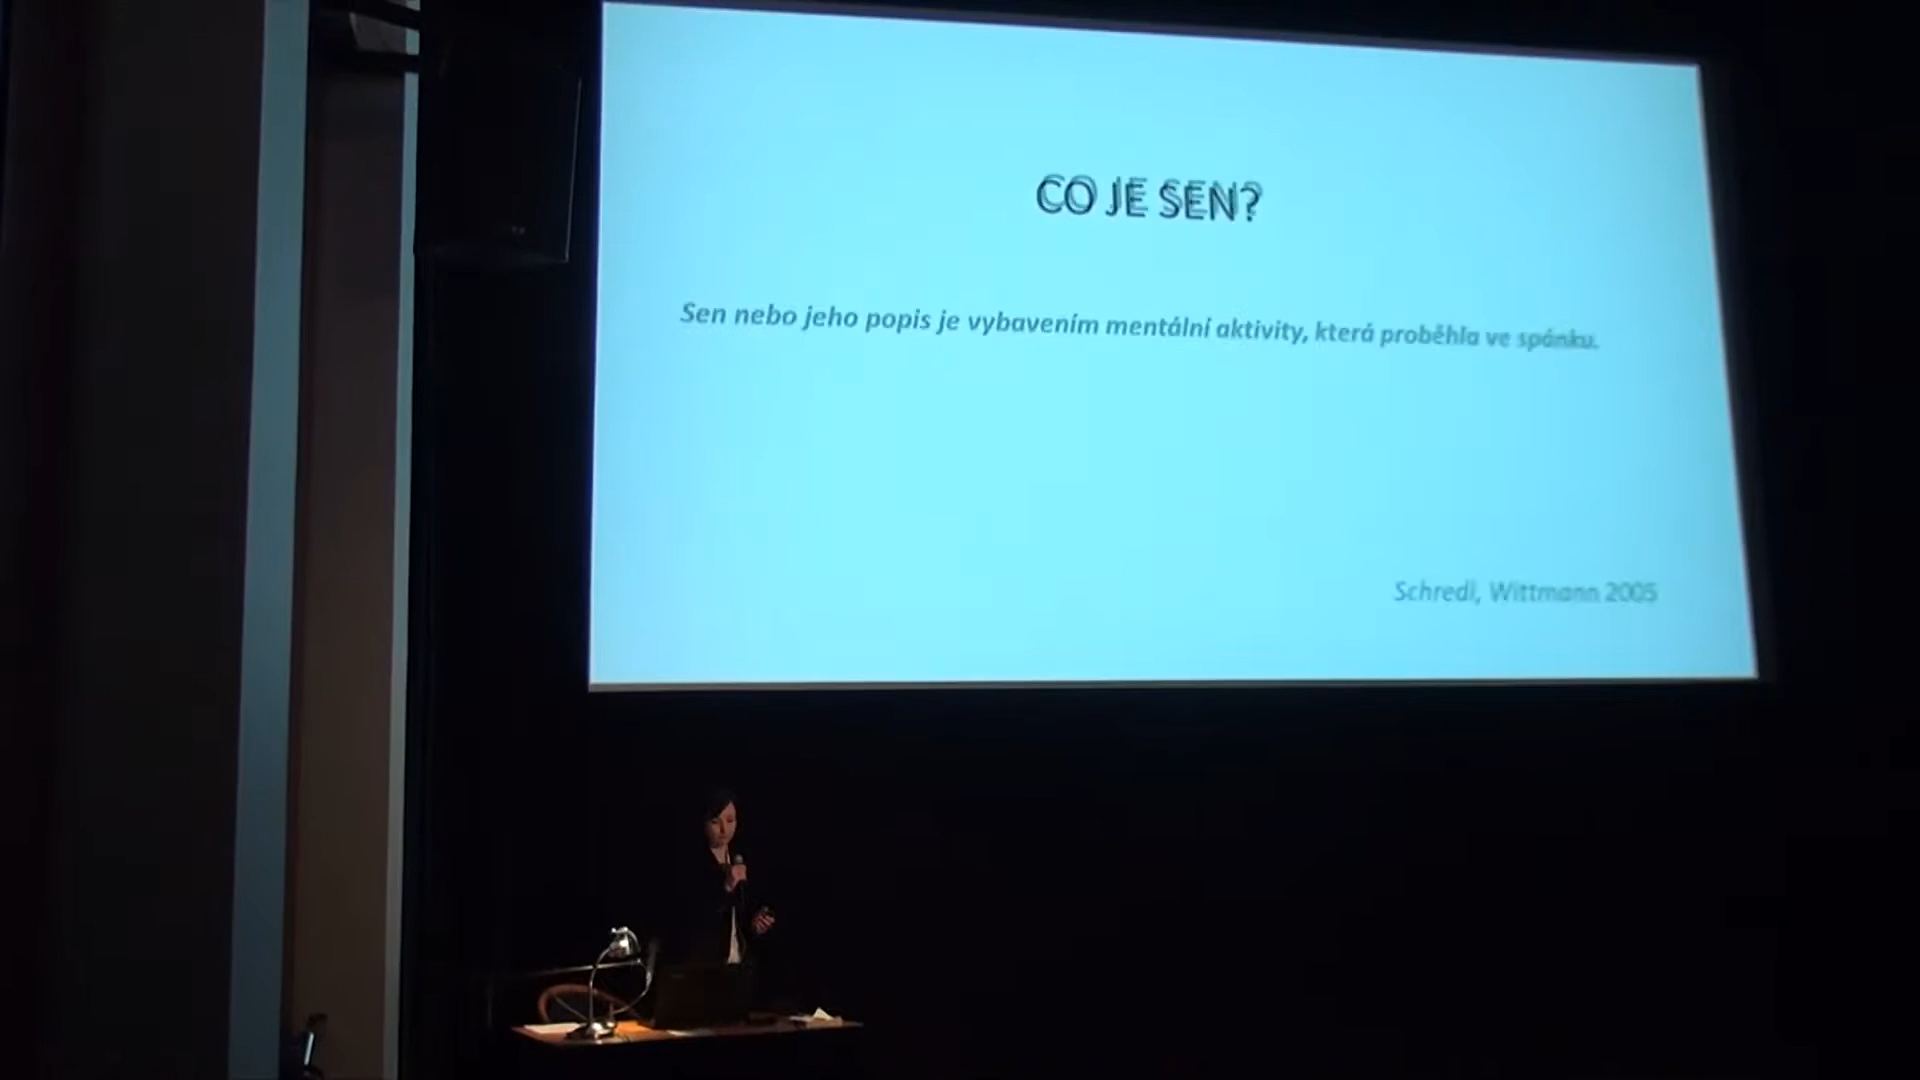 CO JE SEN?
Sen nebo jeho popis je vybavením mentální aktivity, která proběhla ve spánku.
Schredl, Wittmann 2005